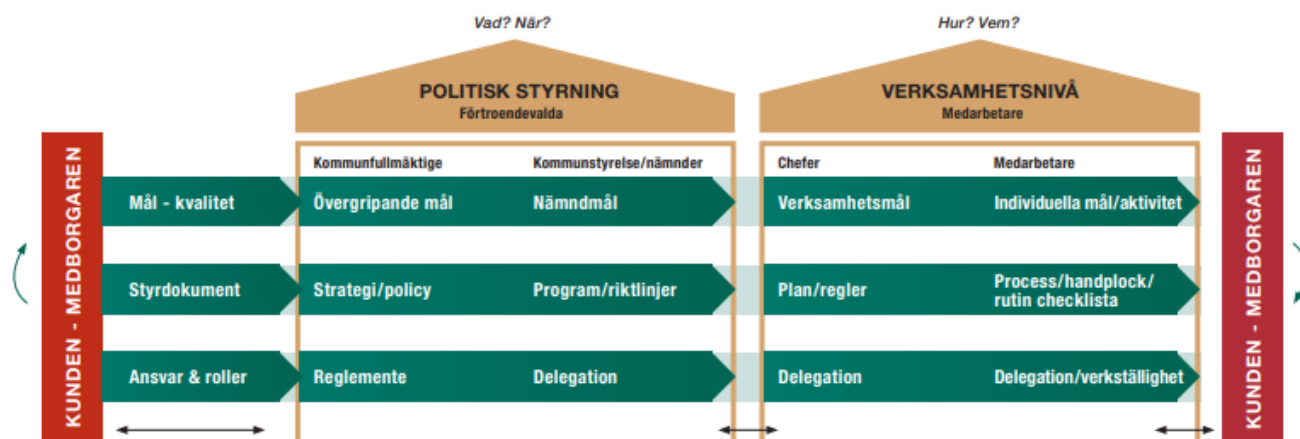 Vad? När?
Hur? Vem?
POLITISK STYRNING
Förtroendevalda
VERKSAMHETSNIVÅ
Medarbetare
KUNDEN - MEDBORGAREN
Kommunfullmäktige
Kommunstyrelse/nämnder
Chefer
Medarbetare
Mål - kvalitet
Övergripande mål
Nämndmål
Verksamhetsmål
Individuella mål/aktivitet
Styrdokument
Strategi/policy
Program/riktlinjer
Plan/regler
Process/handplock/
rutin checklista
Ansvar & roller
Reglemente
Delegation
Delegation
Delegation/verkställighet
KUNDEN - MEDBORGAREN